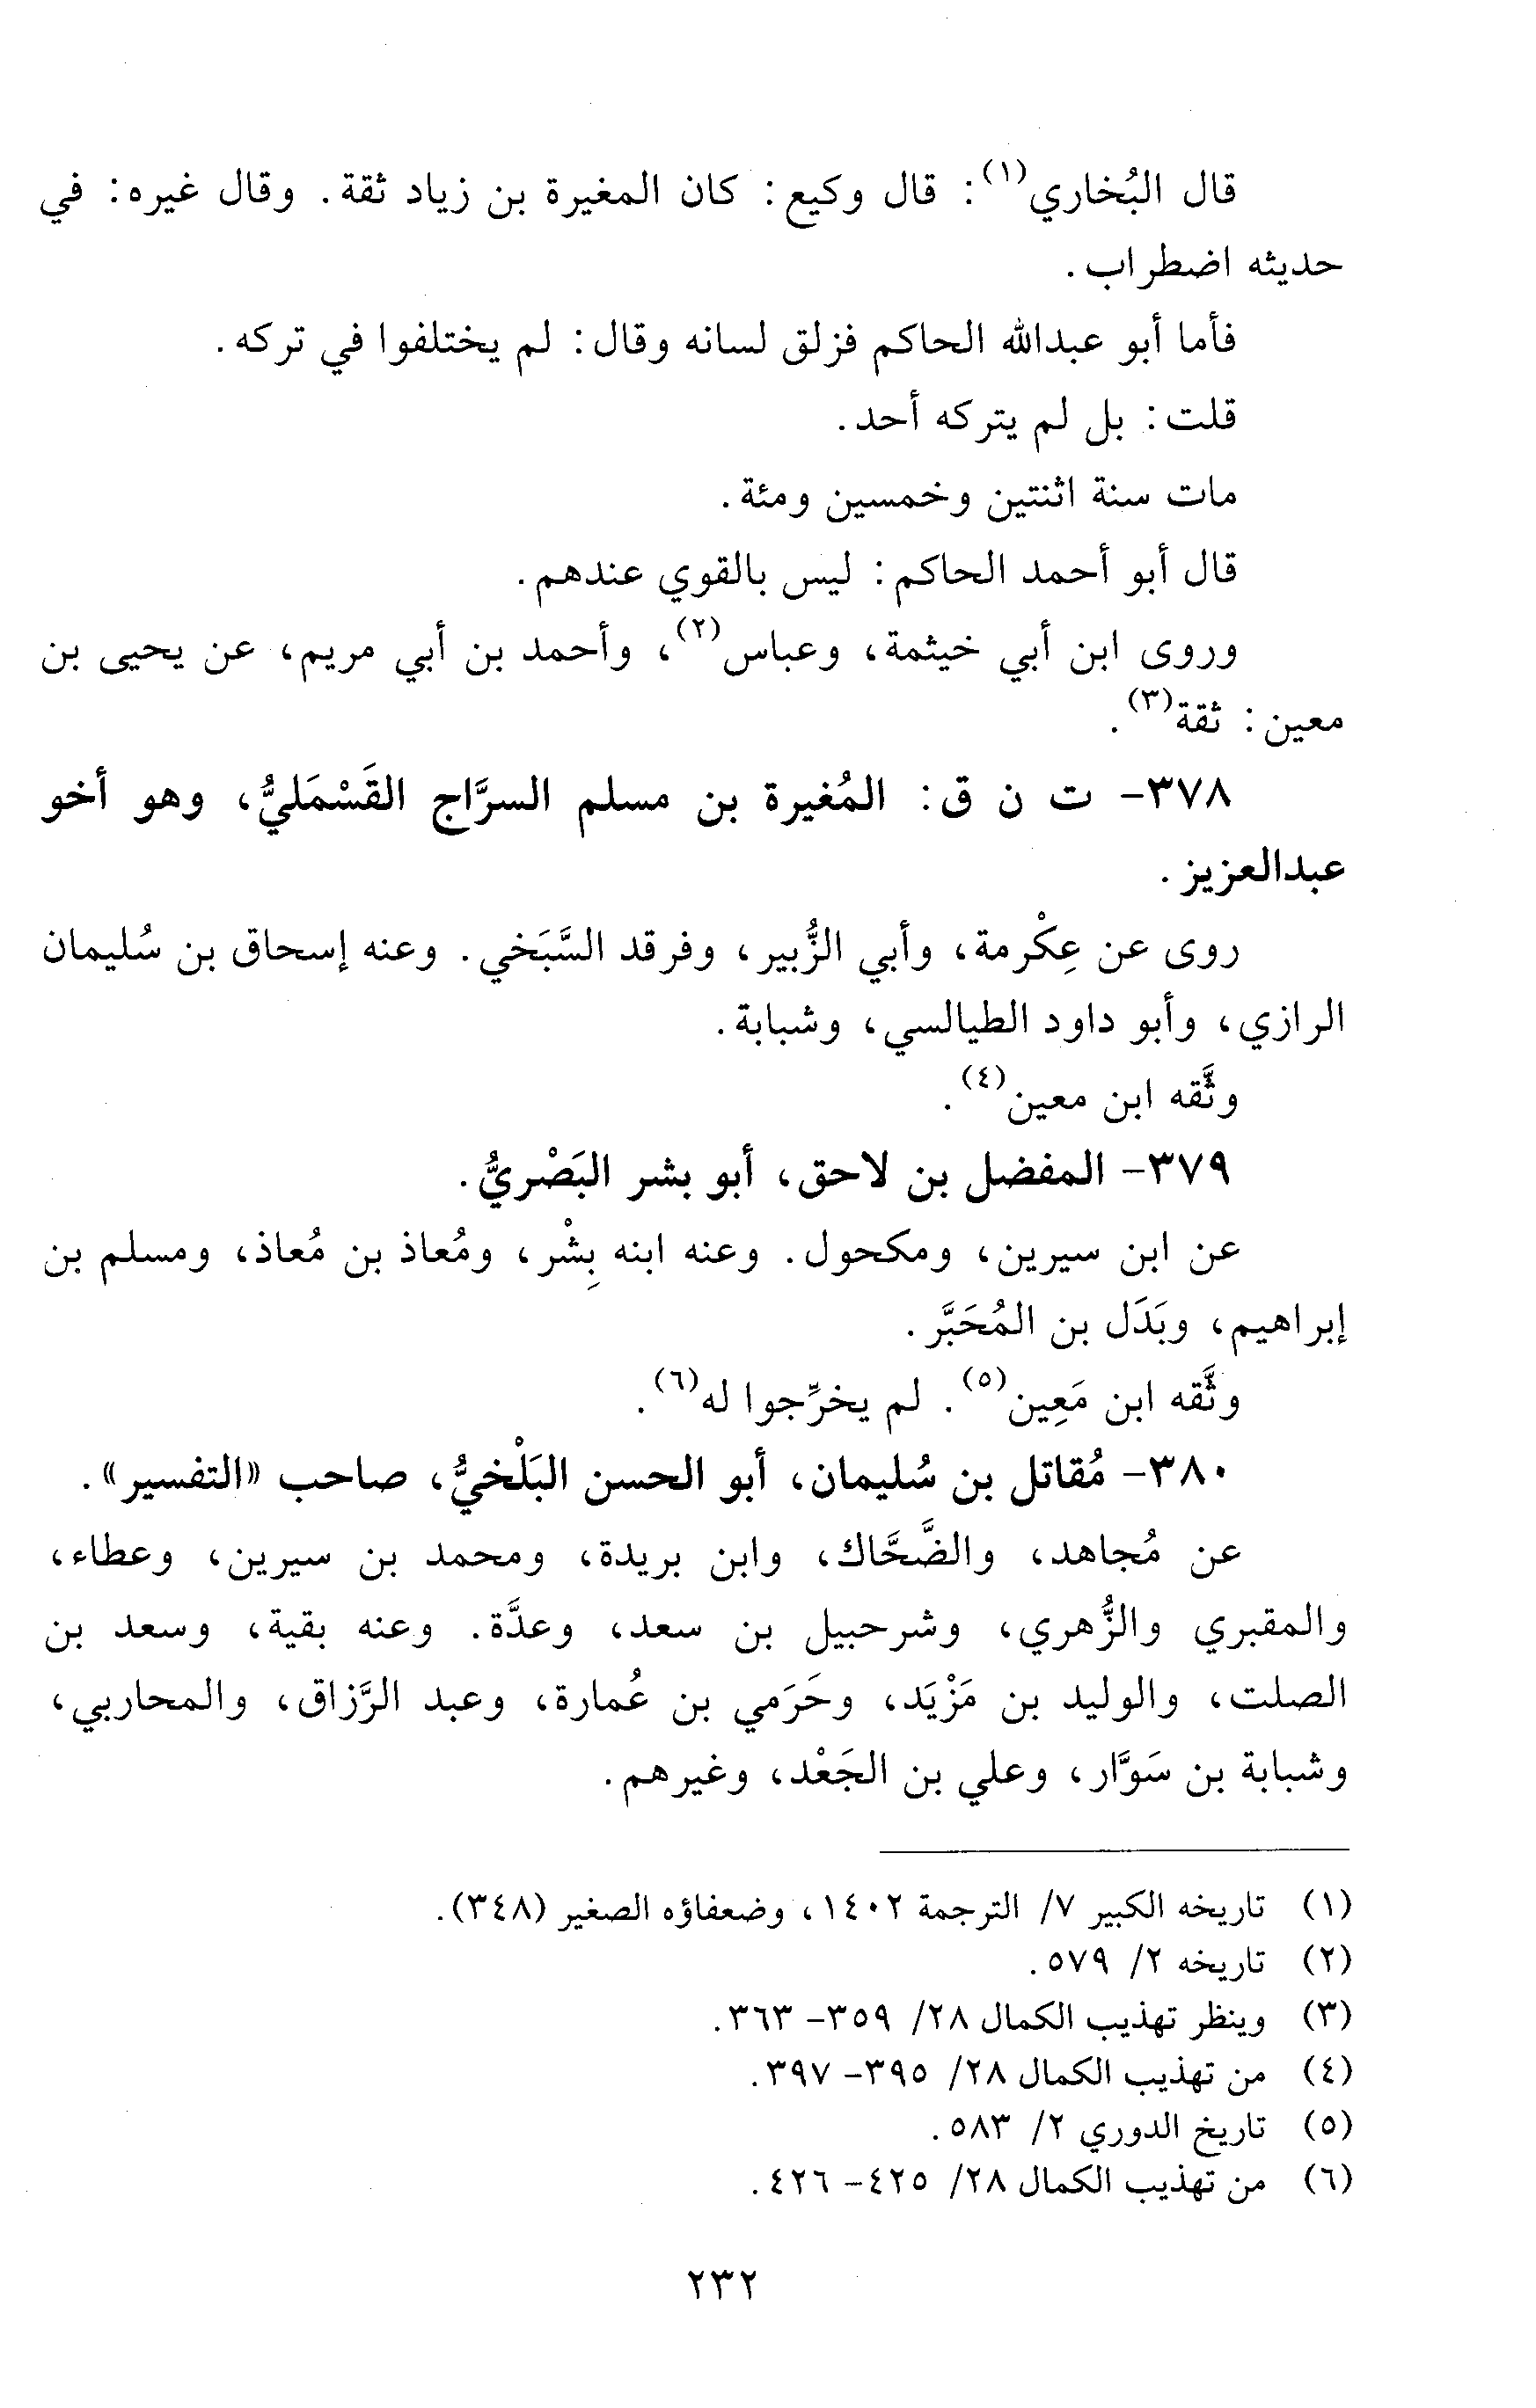 قال البُخاري(١): قال وكيع: كان المغيرة بن زياد ثقة. وقال غيره: في
حديثه اضطراب.
فأما أبو عبدالله الحاكم فزلق لسانه وقال: لم يختلفوا في تركه.
قلت: بل لم يتركه أحد.
مات سنة اثنتين وخمسين ومئة.
قال أبو أحمد الحاكم: ليس بالقوي عندهم.
وروى ابن أبي خيثمة، وعباس(٢)، وأحمد بن أبي مريم، عن يحيى بن
معين: ثقة(٣).
٣٧٨- ت ن ق: المُغيرة بن مسلم السرَّاج القَسْمَليُّ، وهو أخو
عبدالعزيز.
روى عن عِكْرمة، وأبي الزُّبير، وفرقد السَّبَخي. وعنه إسحاق بن سُليمان
الرازي، وأبو داود الطيالسي، وشبابة.
وثَّقه ابن معين(٤).
٣٧٩- المفضل بن لاحق، أبو بشر البَصْريُّ.
عن ابن سيرين، ومكحول. وعنه ابنه بِشْر، ومُعاذ بن مُعاذ، ومسلم بن
إبراهيم، وبَدَل بن المُحَبَّر.
وثَّقه ابن مَعِين(٥). لم يخرِّجوا له(٦).
٣٨٠- مُقاتل بن سُليمان، أبو الحسن البَلْخيُّ، صاحب «التفسير».
عن مُجاهد، والضَّحَّاك، وابن بريدة، ومحمد بن سيرين، وعطاء،
والمقبري والزُّهري، وشرحبيل بن سعد، وعدَّة. وعنه بقية، وسعد بن
الصلت، والوليد بن مَزْيَد، وحَرَمي بن عُمارة، وعبد الرَّزاق، والمحاربي،
وشبابة بن سَوَّار، وعلي بن الجَعْد، وغيرهم.
(١) تاريخه الكبير ٧/ الترجمة ١٤٠٢، وضعفاؤه الصغير (٣٤٨).
(٢) تاريخه ٢/ ٥٧٩.
(٣) وينظر تهذيب الكمال ٢٨/ ٣٥٩- ٣٦٣.
(٤) من تهذيب الكمال ٢٨/ ٣٩٥- ٣٩٧.
(٥) تاريخ الدوري ٢/ ٥٨٣.
(٦) من تهذيب الكمال ٢٨/ ٤٢٥- ٤٢٦.
٢٣٢